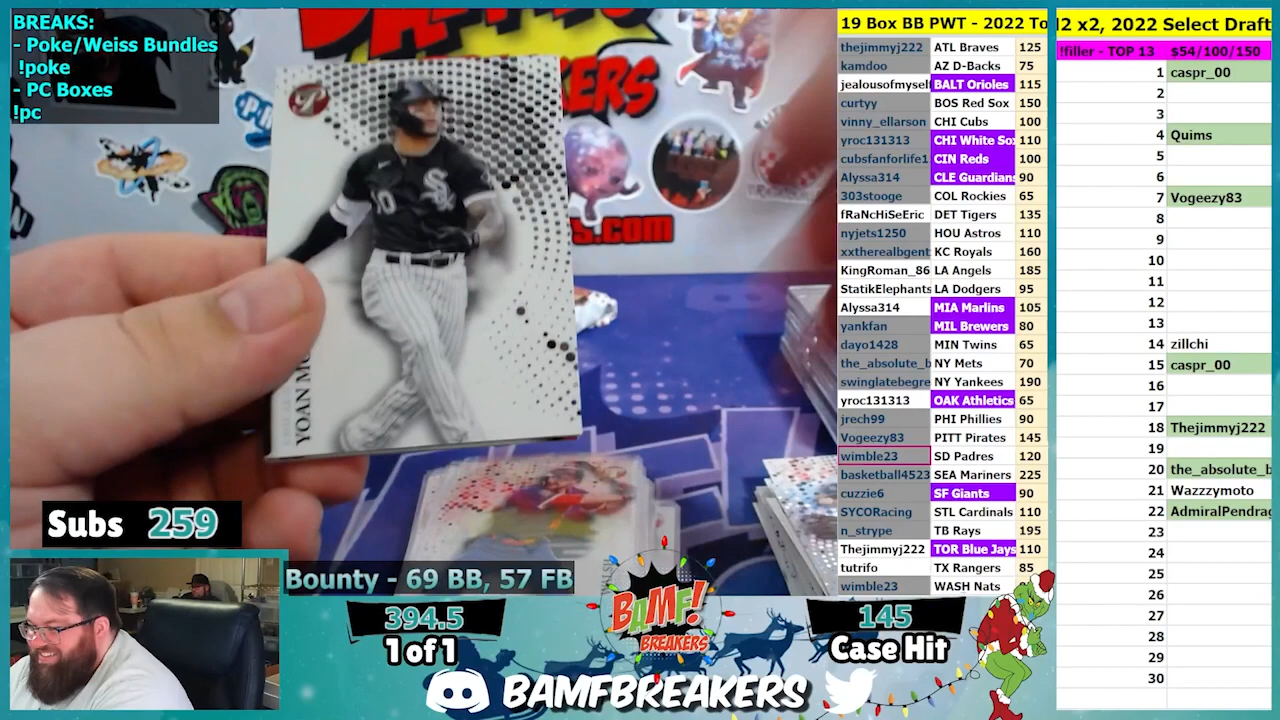 BREAKS:
- Poke/Weiss Bundles
!poke
- PC Boxes
!pc
KERS
s.com
YOAN MO
10
Subs 259
Bounty - 69 BB, 57 FB
394.5
1 of 1
BAMF!
BREAKERS
145
Case Hit
BAMFBREAKERS
19 Box BB PWT - 2022 To
thejimmyj222 ATL Braves 125
kamdoo AZ D-Backs 75
jealousofmysel BALT Orioles 115
curtyy BOS Red Sox 150
vinny_ellarson CHI Cubs 100
yroc131313 CHI White Sox 110
cubsfanforlife1 CIN Reds 100
Alyssa314 CLE Guardians 90
303stooge COL Rockies 65
fRaNcHiSeEric DET Tigers 135
nyjets1250 HOU Astros 110
xxtherealbgent KC Royals 160
KingRoman_86 LA Angels 185
StatikElephants LA Dodgers 95
Alyssa314 MIA Marlins 105
yankfan MIL Brewers 80
dayo1428 MIN Twins 65
the_absolute_b NY Mets 70
swinglatebegre NY Yankees 190
yroc131313 OAK Athletics 65
jrech99 PHI Phillies 90
Vogeezy83 PITT Pirates 145
wimble23 SD Padres 120
basketball4523 SEA Mariners 225
cuzzie6 SF Giants 90
SYCORacing STL Cardinals 110
n_strype TB Rays 195
Thejimmyj222 TOR Blue Jays 110
tutrifo TX Rangers 85
wimble23 WASH Nats
2 x2, 2022 Select Draft
!filler - TOP 13 $54/100/150
1 caspr_00
2
3
4 Quims
5
6
7 Vogeezy83
8
9
10
11
12
13
14 zillchi
15 caspr_00
16
17
18 Thejimmyj222
19
20 the_absolute_b
21 Wazzzymoto
22 AdmiralPendrag
23
24
25
26
27
28
29
30